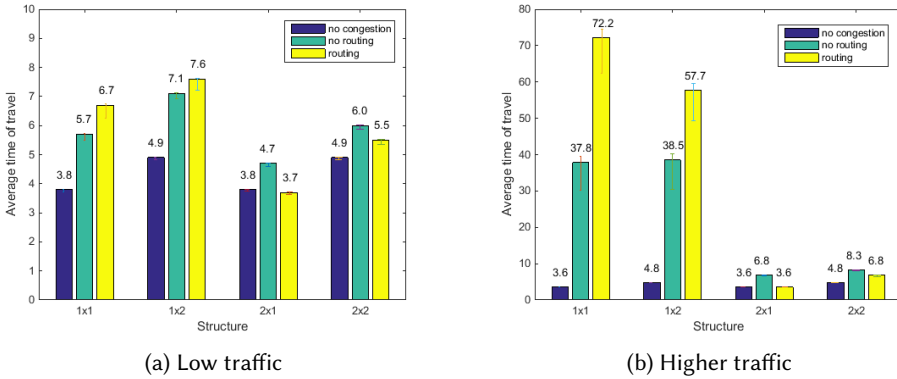 10
9
8
7
6
5
4
3
2
1
0
Average time of travel
no congestion
no routing
routing
3.8
5.7
6.7
4.9
7.1
7.6
3.8
4.7
3.7
4.9
6.0
5.5
1x1
1x2
2x1
2x2
Structure
(a) Low traffic
80
70
60
50
40
30
20
10
0
Average time of travel
no congestion
no routing
routing
3.6
37.8
72.2
4.8
38.5
57.7
3.6
6.8
3.6
4.8
8.3
6.8
1x1
1x2
2x1
2x2
Structure
(b) Higher traffic